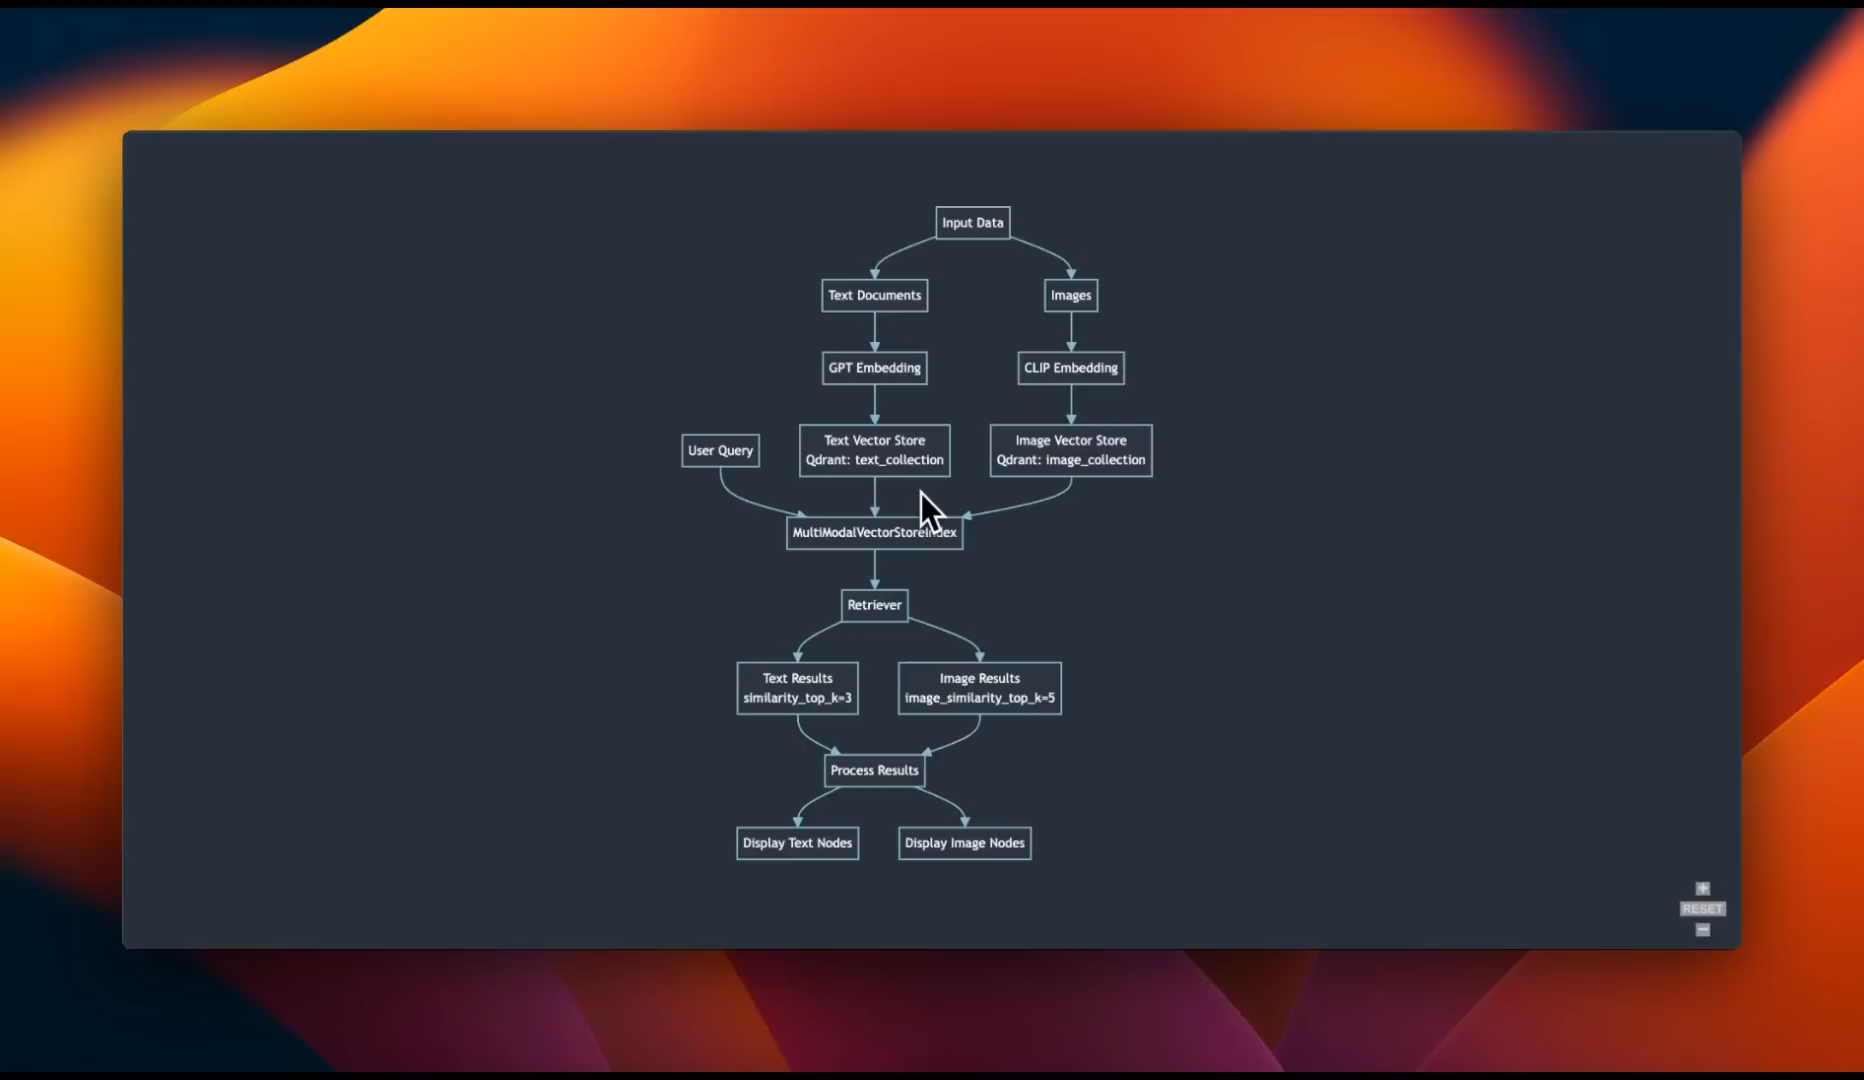 Input Data
Text Documents
Images
GPT Embedding
CLIP Embedding
User Query
Text Vector Store
Qdrant: text_collection
Image Vector Store
Qdrant: image_collection
MultiModalVectorStoreIndex
Retriever
Text Results
similarity_top_k=3
Image Results
image_similarity_top_k=5
Process Results
Display Text Nodes
Display Image Nodes
+
RESET
−